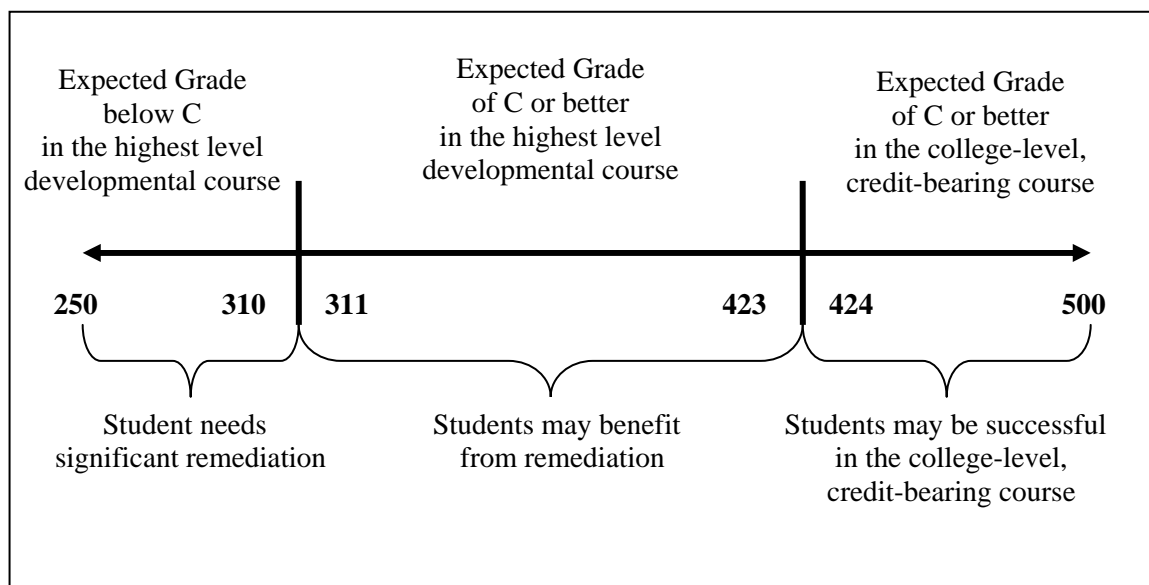 Expected Grade
below C
in the highest level
developmental course
Expected Grade
of C or better
in the highest level
developmental course
Expected Grade
of C or better
in the college-level,
credit-bearing course
250 310 311 423 424 500
Student needs
significant remediation
Students may benefit
from remediation
Students may be successful
in the college-level,
credit-bearing course